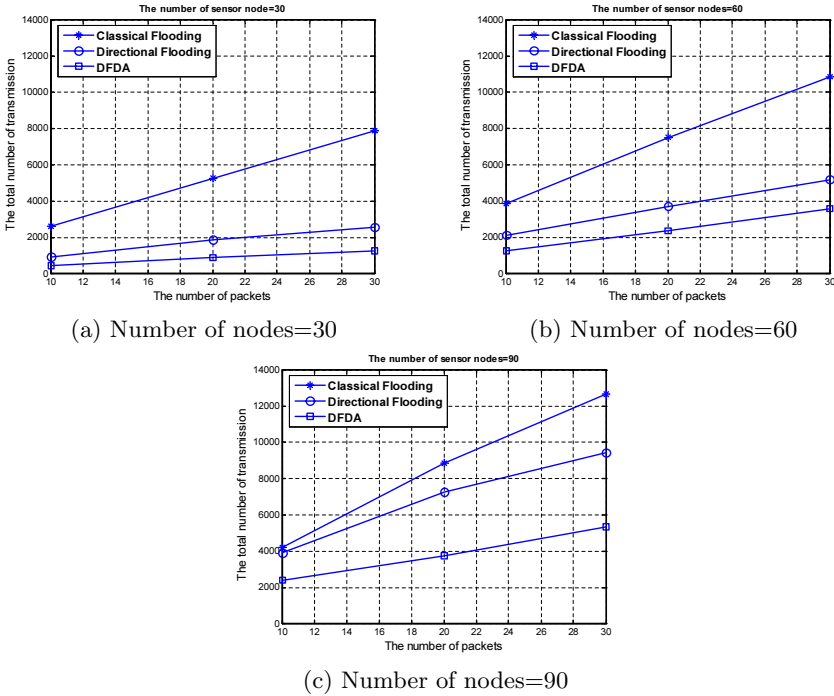 The number of sensor node=30
14000
12000
10000
8000
6000
4000
2000
0
The total number of transmission
Classical Flooding
Directional Flooding
DFDA
10 12 14 16 18 20 22 24 26 28 30
The number of packets
(a) Number of nodes=30
The number of sensor nodes=60
14000
12000
10000
8000
6000
4000
2000
0
The total number of transmission
Classical Flooding
Directional Flooding
DFDA
10 12 14 16 18 20 22 24 26 28 30
The number of packets
(b) Number of nodes=60
The number of sensor nodes=90
14000
12000
10000
8000
6000
4000
2000
0
The total number of transmission
Classical Flooding
Directional Flooding
DFDA
10 12 14 16 18 20 22 24 26 28 30
The number of packets
(c) Number of nodes=90